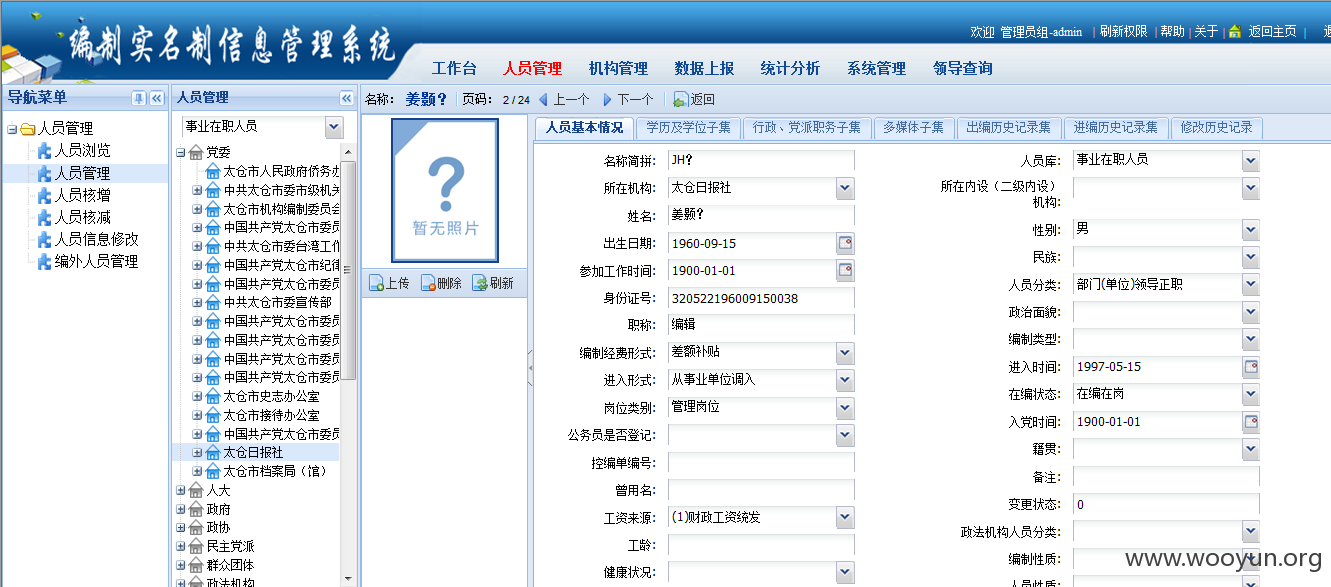 编制实名制信息管理系统
欢迎 管理员组-admin | 刷新权限 | 帮助 | 关于 | 返回主页 |
工作台 人员管理 机构管理 数据上报 统计分析 系统管理 领导查询
导航菜单
人员管理
人员浏览
人员管理
人员核增
人员核减
人员信息修改
编外人员管理
人员管理
事业在职人员
党委
太仓市人民政府侨务办
中共太仓市委市级机关
太仓市机构编制委员会
中国共产党太仓市委员
中共太仓市委台湾工作
中国共产党太仓市纪律
中国共产党太仓市委员
中共太仓市委宣传部
中国共产党太仓市委员
中国共产党太仓市委员
中国共产党太仓市委员
中国共产党太仓市委员
太仓市史志办公室
太仓市接待办公室
中国共产党太仓市委员
太仓日报社
太仓市档案局（馆）
人大
政府
政协
民主党派
群众团体
政法机构
名称: 姜颢? 页码: 2 / 24 上一个 下一个 返回
?
暂无照片
上传 删除 刷新
人员基本情况 学历及学位子集 行政、党派职务子集 多媒体子集 出编历史记录集 进编历史记录集 修改历史记录
名称简拼: JH?
所在机构: 太仓日报社
姓名: 姜颢?
出生日期: 1960-09-15
参加工作时间: 1900-01-01
身份证号: 320522196009150038
职称: 编辑
编制经费形式: 差额补贴
进入形式: 从事业单位调入
岗位类别: 管理岗位
公务员是否登记:
控编单编号:
曾用名:
工资来源: (1)财政工资统发
工龄:
健康状况:
人员库: 事业在职人员
所在内设（二级内设）
机构:
性别: 男
民族:
人员分类: 部门(单位)领导正职
政治面貌:
编制类型:
进入时间: 1997-05-15
在编状态: 在编在岗
入党时间: 1900-01-01
籍贯:
备注:
变更状态: 0
政法机构人员分类:
编制性质:
人员性质:
www.wooyun.org